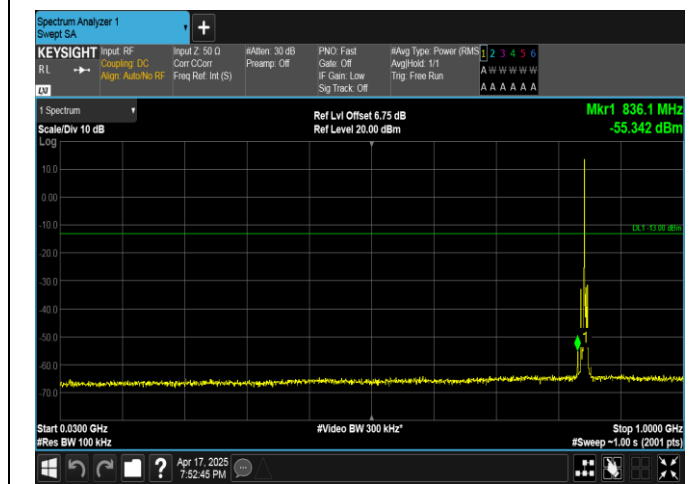 Spectrum Analyzer 1
Swept SA
+
KEYSIGHT Input: RF Input Z: 50 Ω #Atten: 30 dB PNO: Fast #Avg Type: Power (RMS 1 2 3 4 5 6
RL Coupling: DC Corr CCorr Preamp: Off Gate: Off Avg|Hold: 1/1 A W W W W W
Align: Auto/No RF Freq Ref: Int (S) IF Gain: Low Trig: Free Run
LXI Sig Track: Off A A A A A A
1 Spectrum Ref Lvl Offset 6.75 dB Mkr1 836.1 MHz
Scale/Div 10 dB Ref Level 20.00 dBm -55.342 dBm
Log
10.0
0.00
-10.0
DL1 -13.00 dBm
-20.0
-30.0
-40.0
-50.0
-60.0
-70.0
Start 0.0300 GHz #Video BW 300 kHz* Stop 1.0000 GHz
#Res BW 100 kHz #Sweep ~1.00 s (2001 pts)
? Apr 17, 2025
7:52:45 PM